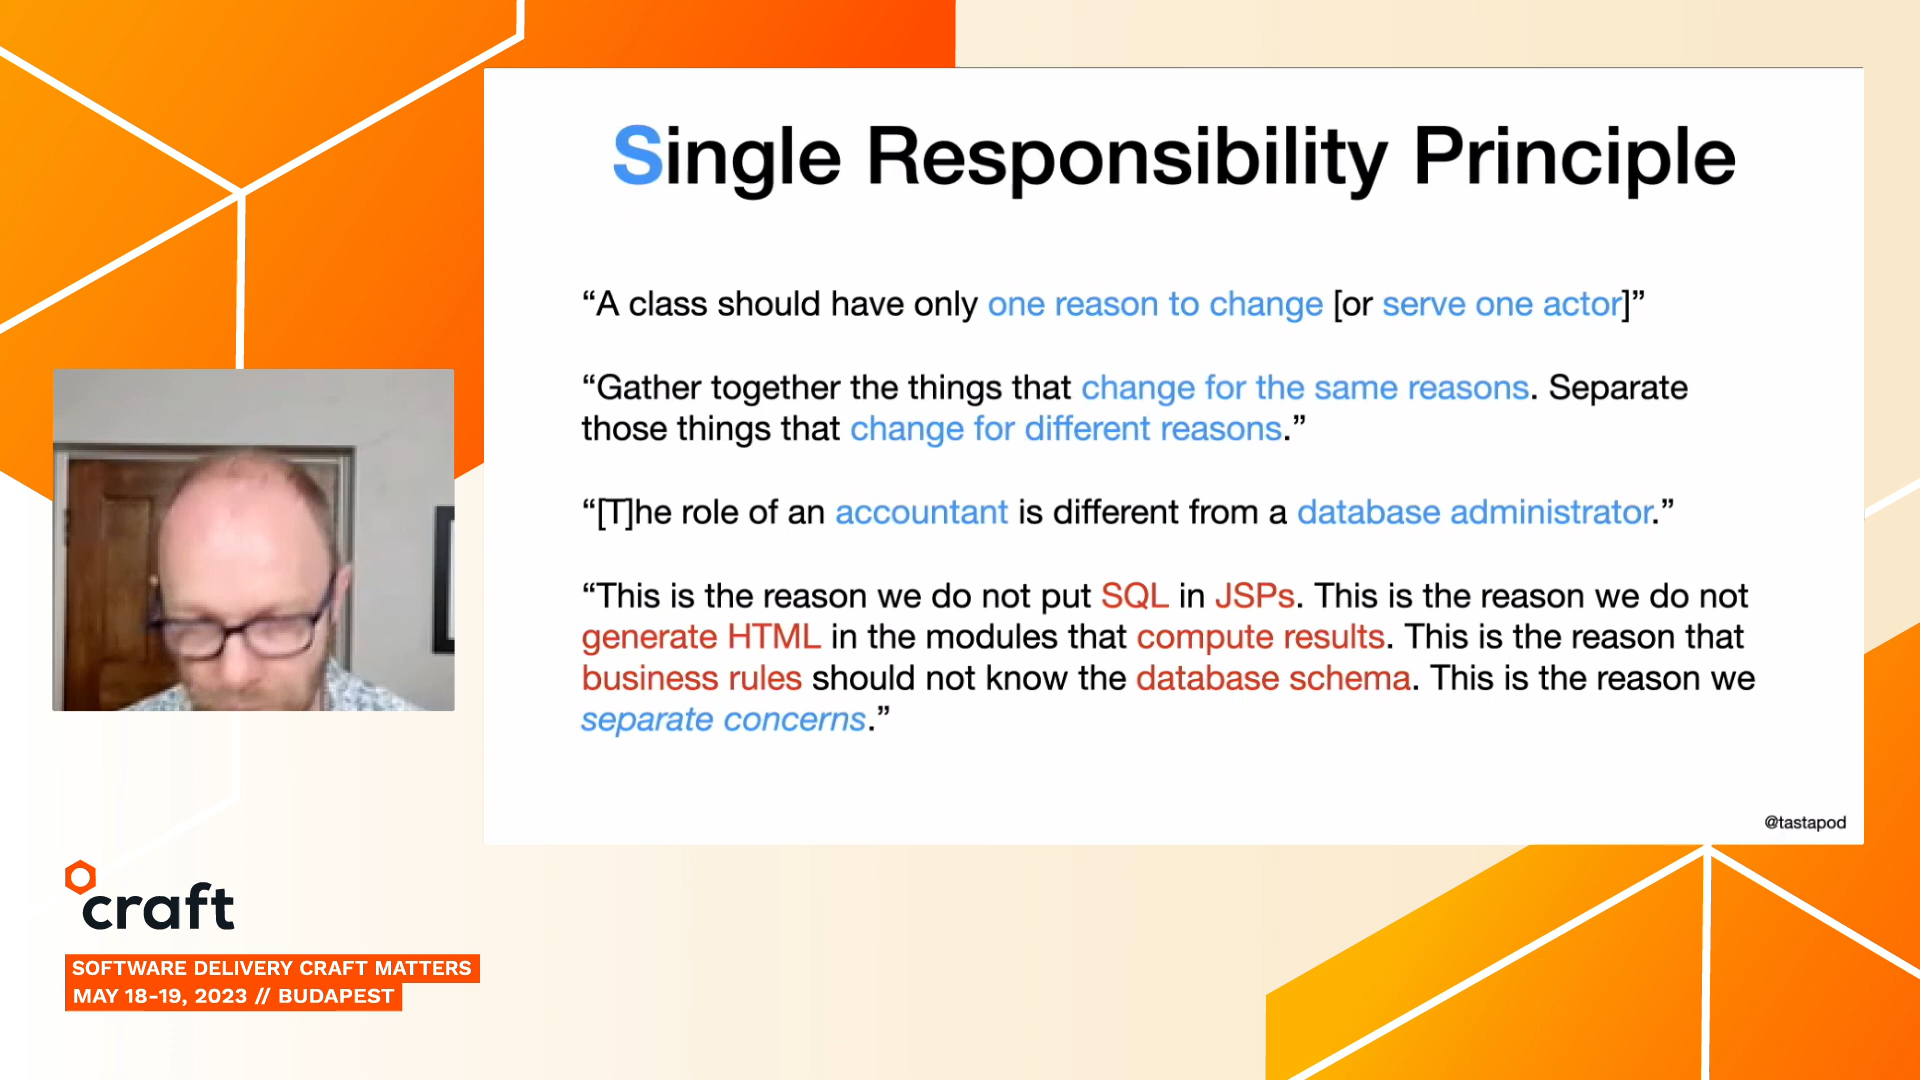 Single Responsibility Principle
“A class should have only one reason to change [or serve one actor]”
“Gather together the things that change for the same reasons. Separate
those things that change for different reasons.”
“[T]he role of an accountant is different from a database administrator.”
“This is the reason we do not put SQL in JSPs. This is the reason we do not
generate HTML in the modules that compute results. This is the reason that
business rules should not know the database schema. This is the reason we
separate concerns.”
@tastapod
craft
SOFTWARE DELIVERY CRAFT MATTERS
MAY 18-19, 2023 // BUDAPEST